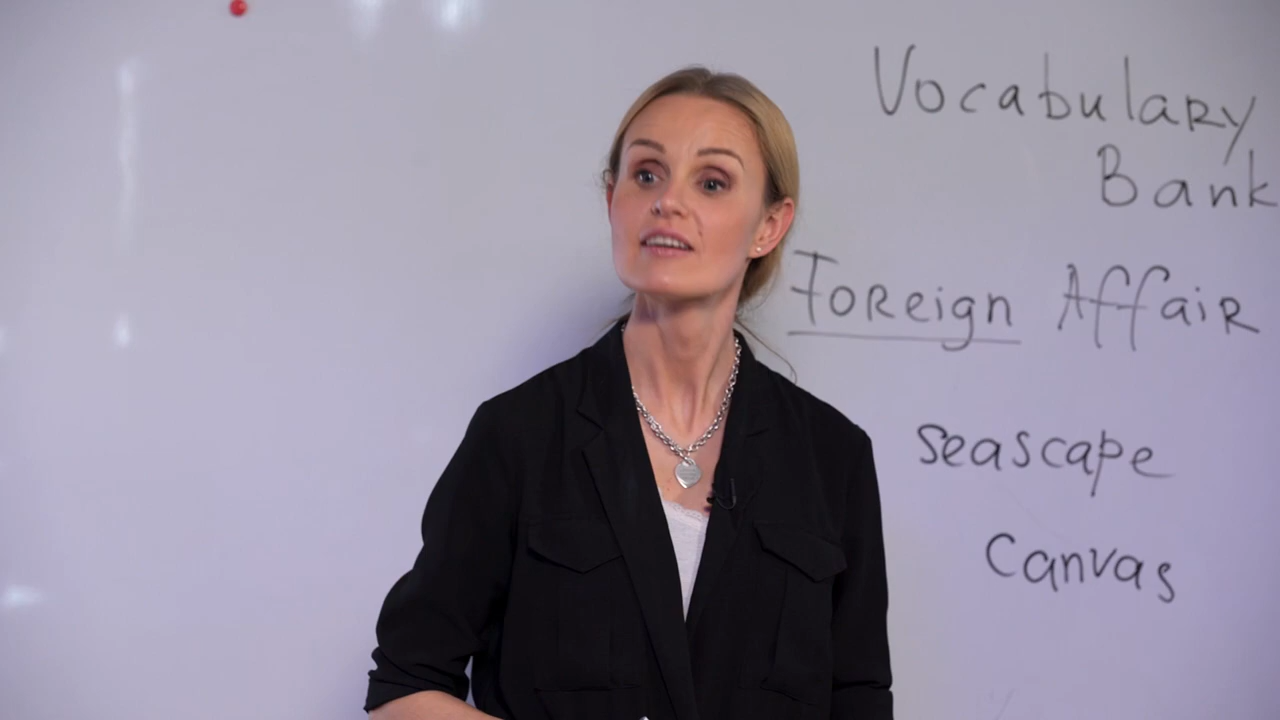 Vocabulary
Bank
Foreign Affair
seascape
Canvas